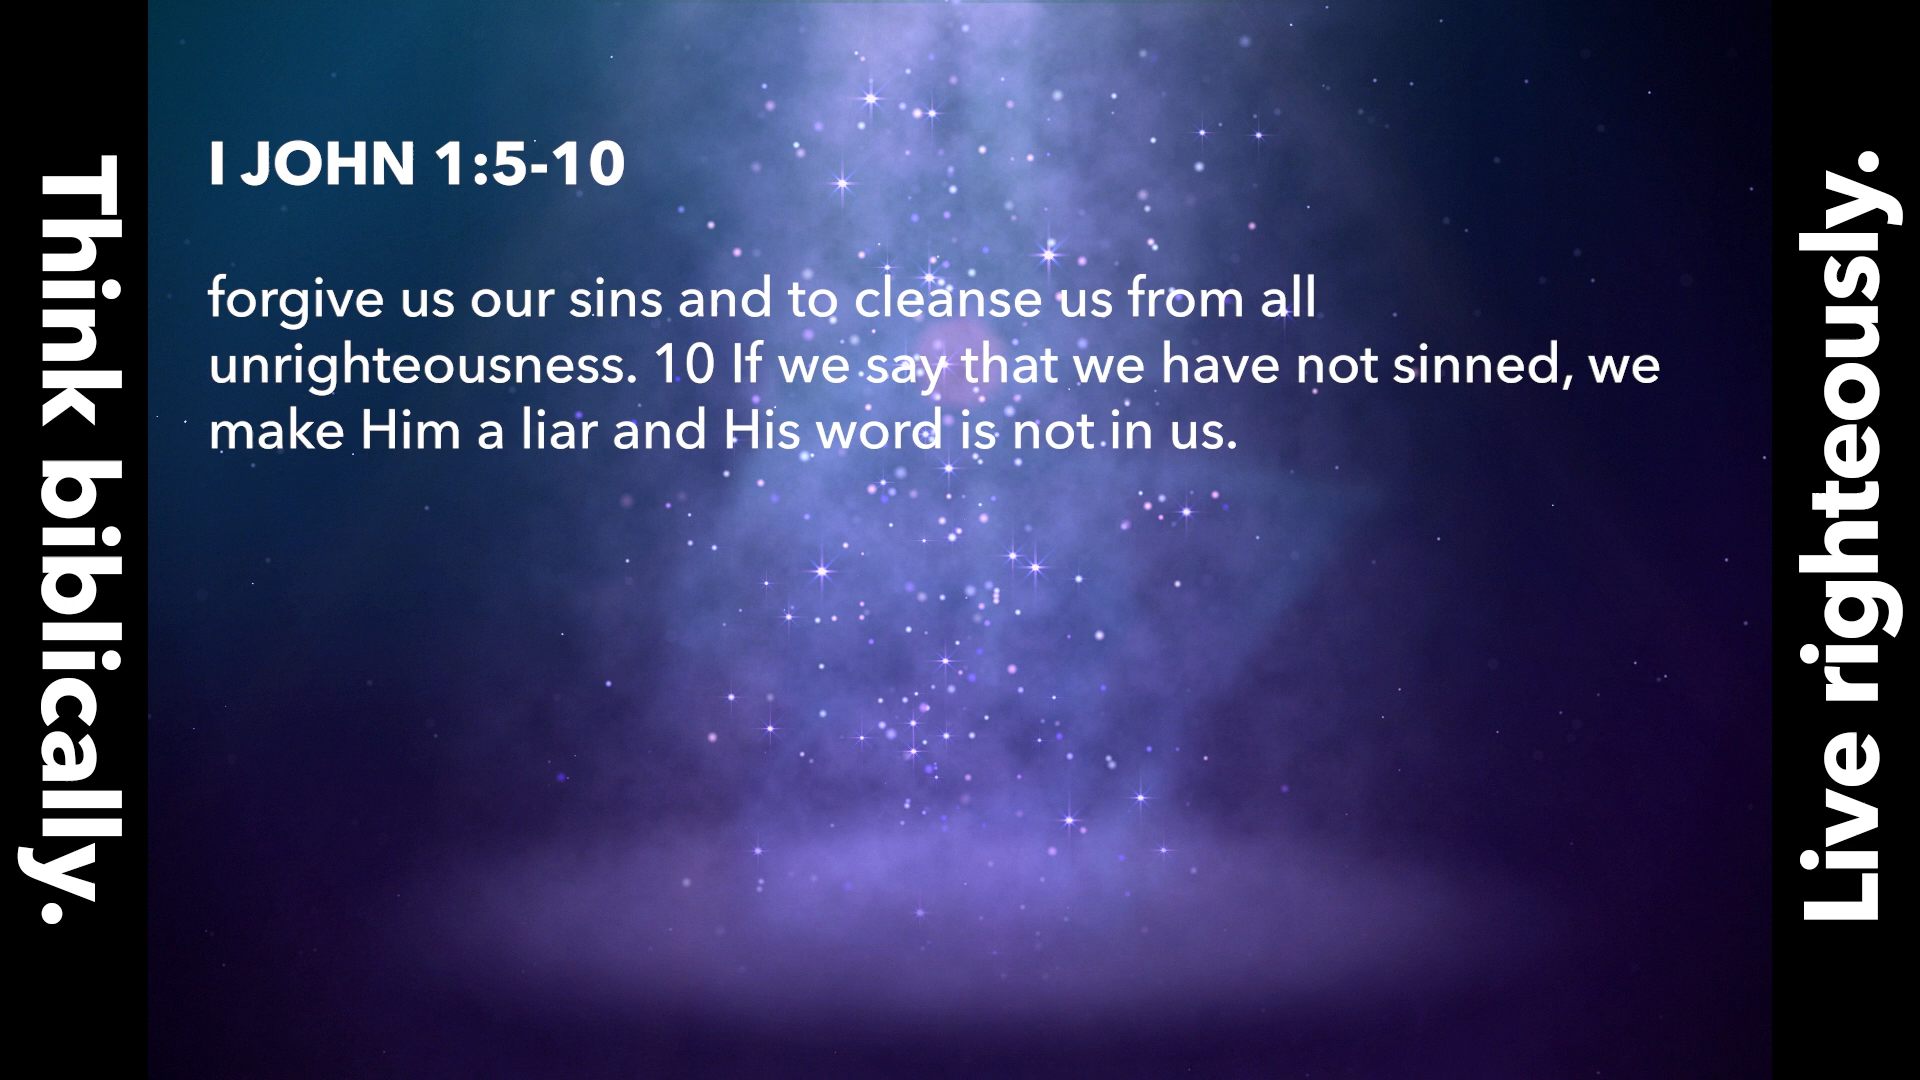 Think biblically.
I JOHN 1:5-10
forgive us our sins and to cleanse us from all
unrighteousness. 10 If we say that we have not sinned, we
make Him a liar and His word is not in us.
Live righteously.